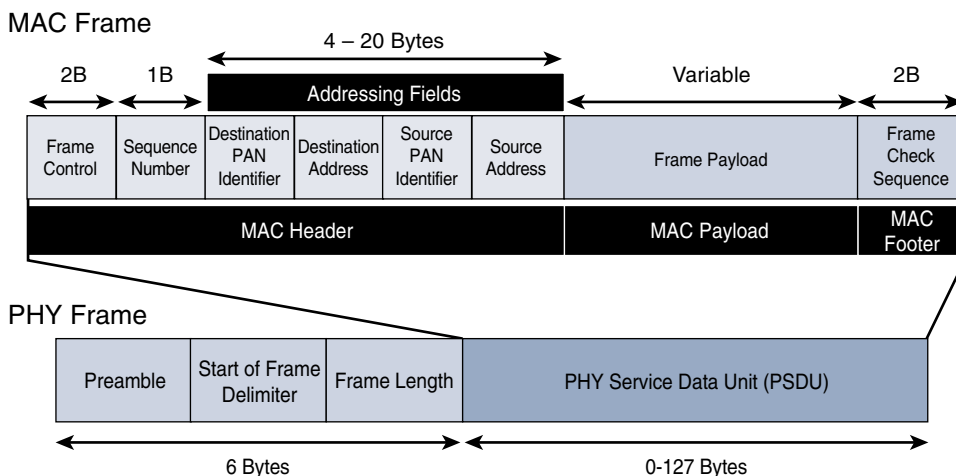 MAC Frame
4 – 20 Bytes
2B
1B
Variable
2B
Addressing Fields
Frame
Control
Sequence
Number
Destination
PAN
Identifier
Destination
Address
Source
PAN
Identifier
Source
Address
Frame Payload
Frame
Check
Sequence
MAC Header
MAC Payload
MAC
Footer
PHY Frame
Preamble
Start of Frame
Delimiter
Frame Length
PHY Service Data Unit (PSDU)
6 Bytes
0-127 Bytes